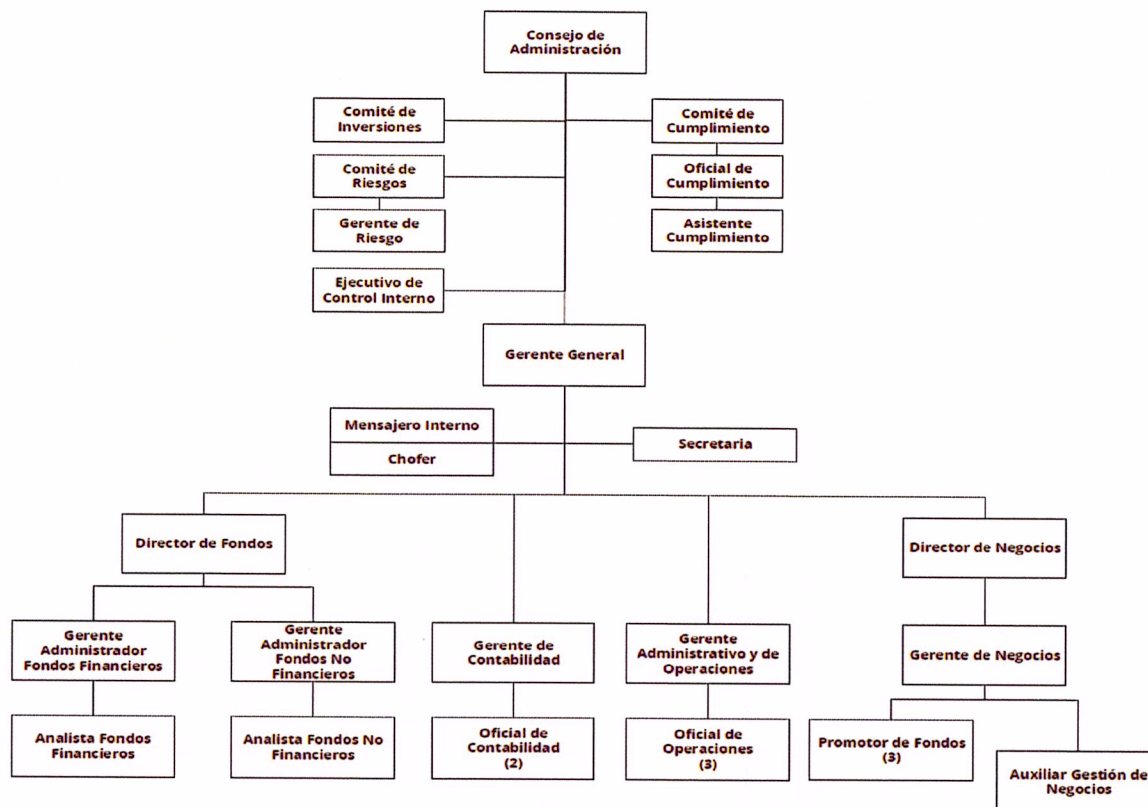 Consejo de
Administración
Comité de
Inversiones
Comité de
Cumplimiento
Comité de
Riesgos
Oficial de
Cumplimiento
Gerente de
Riesgo
Asistente
Cumplimiento
Ejecutivo de
Control Interno
Gerente General
Mensajero Interno
Chofer
Secretaria
Director de Fondos
Director de Negocios
Gerente
Administrador
Fondos Financieros
Gerente
Administrador
Fondos No
Financieros
Gerente de
Contabilidad
Gerente
Administrativo y de
Operaciones
Gerente de Negocios
Analista Fondos
Financieros
Analista Fondos No
Financieros
Oficial de
Contabilidad
(2)
Oficial de
Operaciones
(3)
Promotor de Fondos
(3)
Auxiliar Gestión de
Negocios